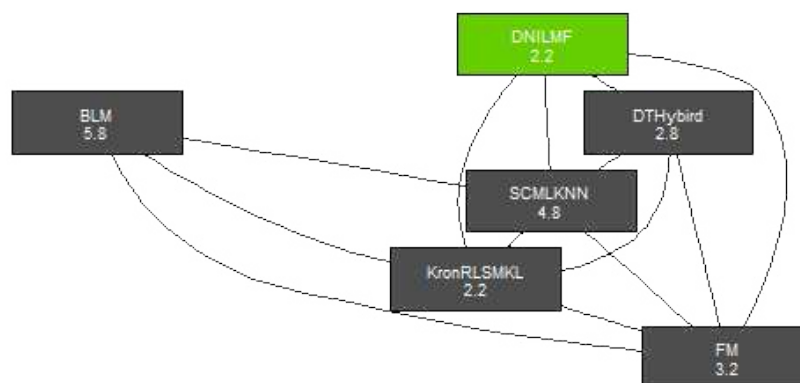 DNILMF
2.2
BLM
5.8
DTHybird
2.8
SCMLKNN
4.8
KronRLSMKL
2.2
FM
3.2